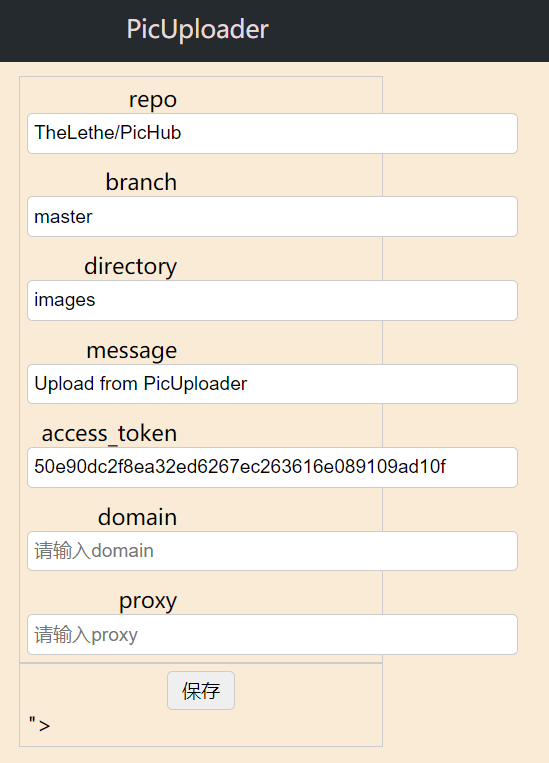 PicUploader
repo
TheLethe/PicHub
branch
master
directory
images
message
Upload from PicUploader
access_token
50e90dc2f8ea32ed6267ec263616e089109ad10f
domain
请输入domain
proxy
请输入proxy
保存
">